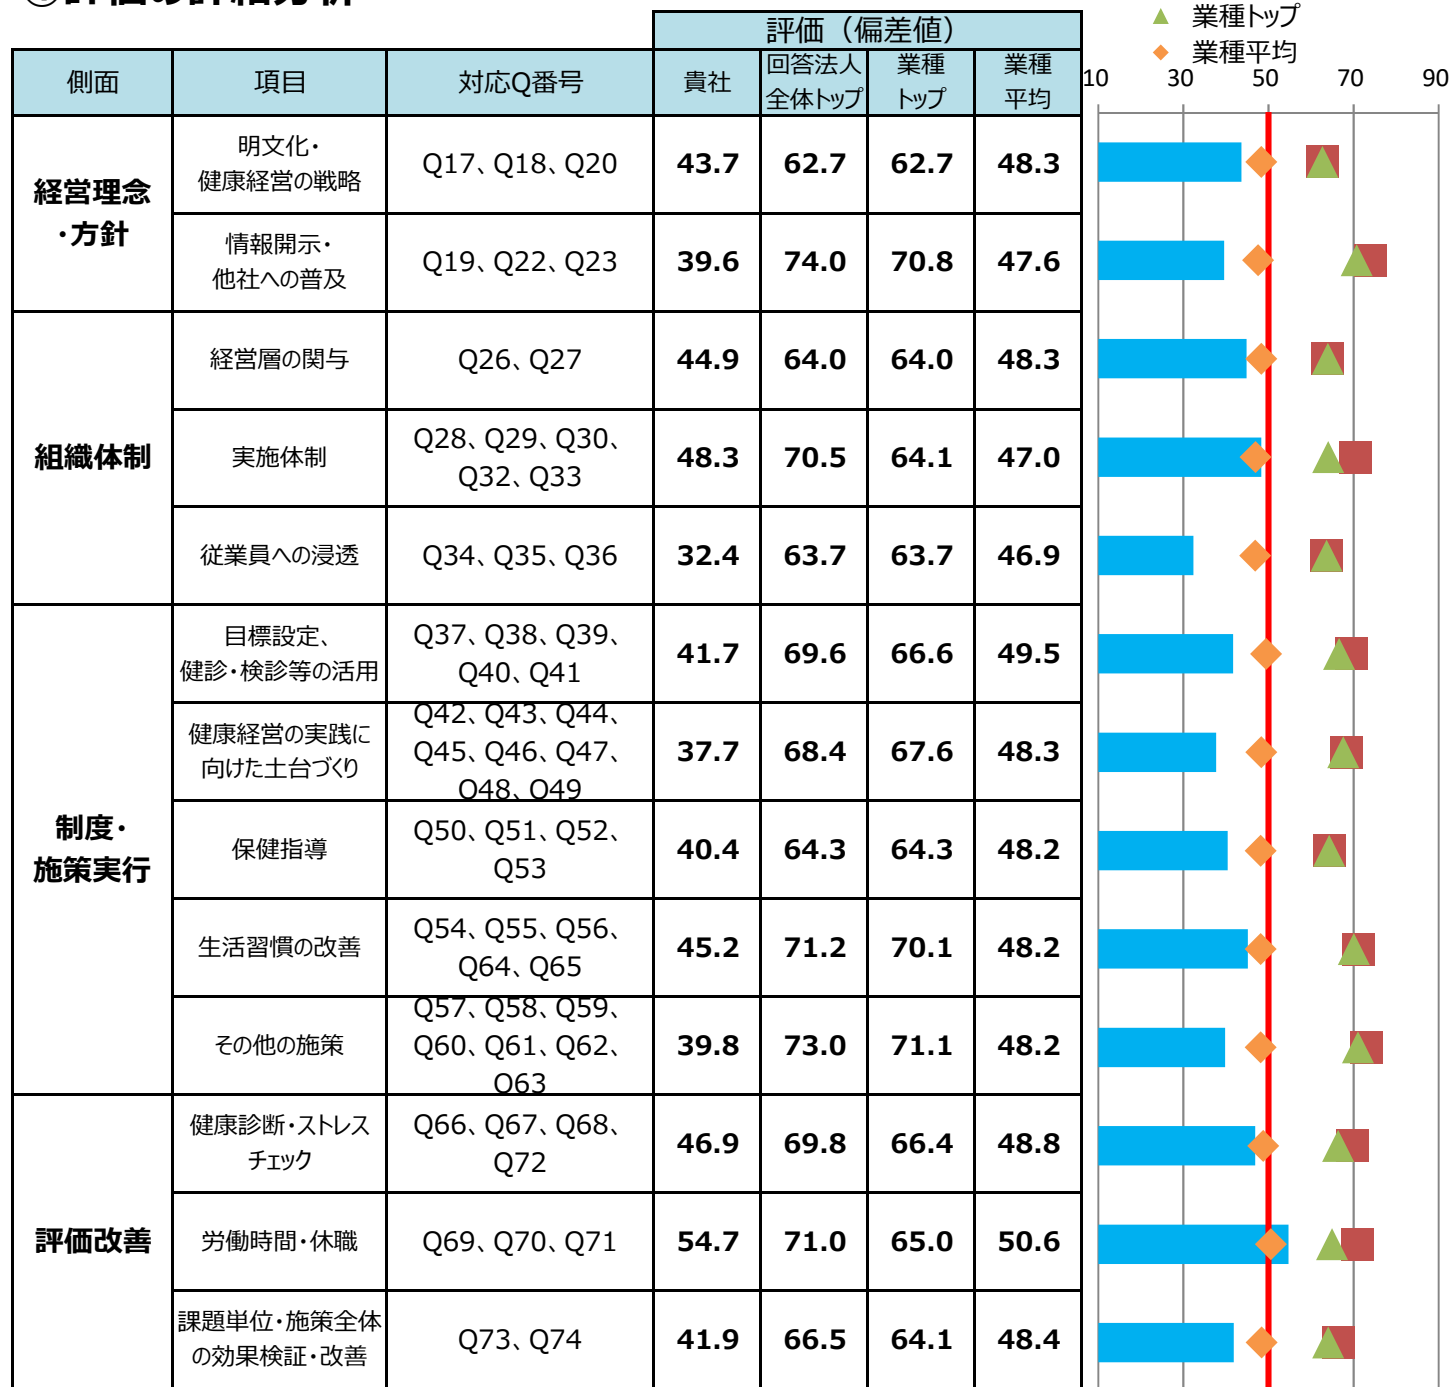 ①評価の詳細分析
▲ 業種トップ
◆ 業種平均
評価（偏差値）
側面 項目 対応Q番号 貴社 回答法人全体トップ 業種トップ 業種平均
10 30 50 70 90
経営理念・方針
明文化・健康経営の戦略 Q17、Q18、Q20 43.7 62.7 62.7 48.3
情報開示・他社への普及 Q19、Q22、Q23 39.6 74.0 70.8 47.6
組織体制
経営層の関与 Q26、Q27 44.9 64.0 64.0 48.3
実施体制 Q28、Q29、Q30、Q32、Q33 48.3 70.5 64.1 47.0
従業員への浸透 Q34、Q35、Q36 32.4 63.7 63.7 46.9
制度・施策実行
目標設定、健診・検診等の活用 Q37、Q38、Q39、Q40、Q41 41.7 69.6 66.6 49.5
健康経営の実践に向けた土台づくり Q42、Q43、Q44、Q45、Q46、Q47、Q48、Q49 37.7 68.4 67.6 48.3
保健指導 Q50、Q51、Q52、Q53 40.4 64.3 64.3 48.2
生活習慣の改善 Q54、Q55、Q56、Q64、Q65 45.2 71.2 70.1 48.2
その他の施策 Q57、Q58、Q59、Q60、Q61、Q62、Q63 39.8 73.0 71.1 48.2
評価改善
健康診断・ストレスチェック Q66、Q67、Q68、Q72 46.9 69.8 66.4 48.8
労働時間・休職 Q69、Q70、Q71 54.7 71.0 65.0 50.6
課題単位・施策全体の効果検証・改善 Q73、Q74 41.9 66.5 64.1 48.4